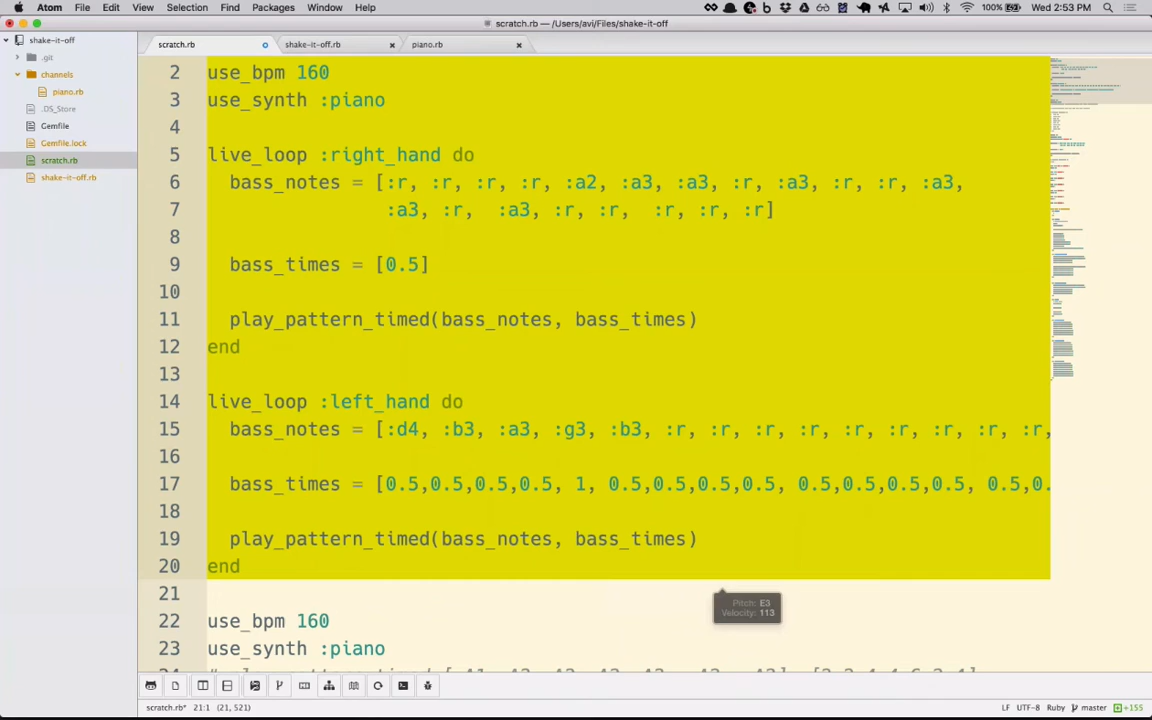 Atom File Edit View Selection Find Packages Window Help 100% Wed 2:53 PM
scratch.rb — /Users/avi/Files/shake-it-off
shake-it-off
scratch.rb shake-it-off.rb piano.rb
.git
channels
piano.rb
.DS_Store
Gemfile
Gemfile.lock
scratch.rb
shake-it-off.rb
2 use_bpm 160
3 use_synth :piano
4
5 live_loop :right_hand do
6 bass_notes = [:r, :r, :r, :r, :a2, :a3, :a3, :r, :a3, :r, :r, :a3,
7 :a3, :r, :a3, :r, :r, :r, :r, :r]
8
9 bass_times = [0.5]
10
11 play_pattern_timed(bass_notes, bass_times)
12 end
13
14 live_loop :left_hand do
15 bass_notes = [:d4, :b3, :a3, :g3, :b3, :r, :r, :r, :r, :r, :r, :r, :r, :r,
16
17 bass_times = [0.5,0.5,0.5,0.5, 1, 0.5,0.5,0.5,0.5, 0.5,0.5,0.5,0.5, 0.5,0.
18
19 play_pattern_timed(bass_notes, bass_times)
20 end
21
Pitch: E3
Velocity: 113
22 use_bpm 160
23 use_synth :piano
scratch.rb* 21:1 (21, 521) LF UTF-8 Ruby master +155